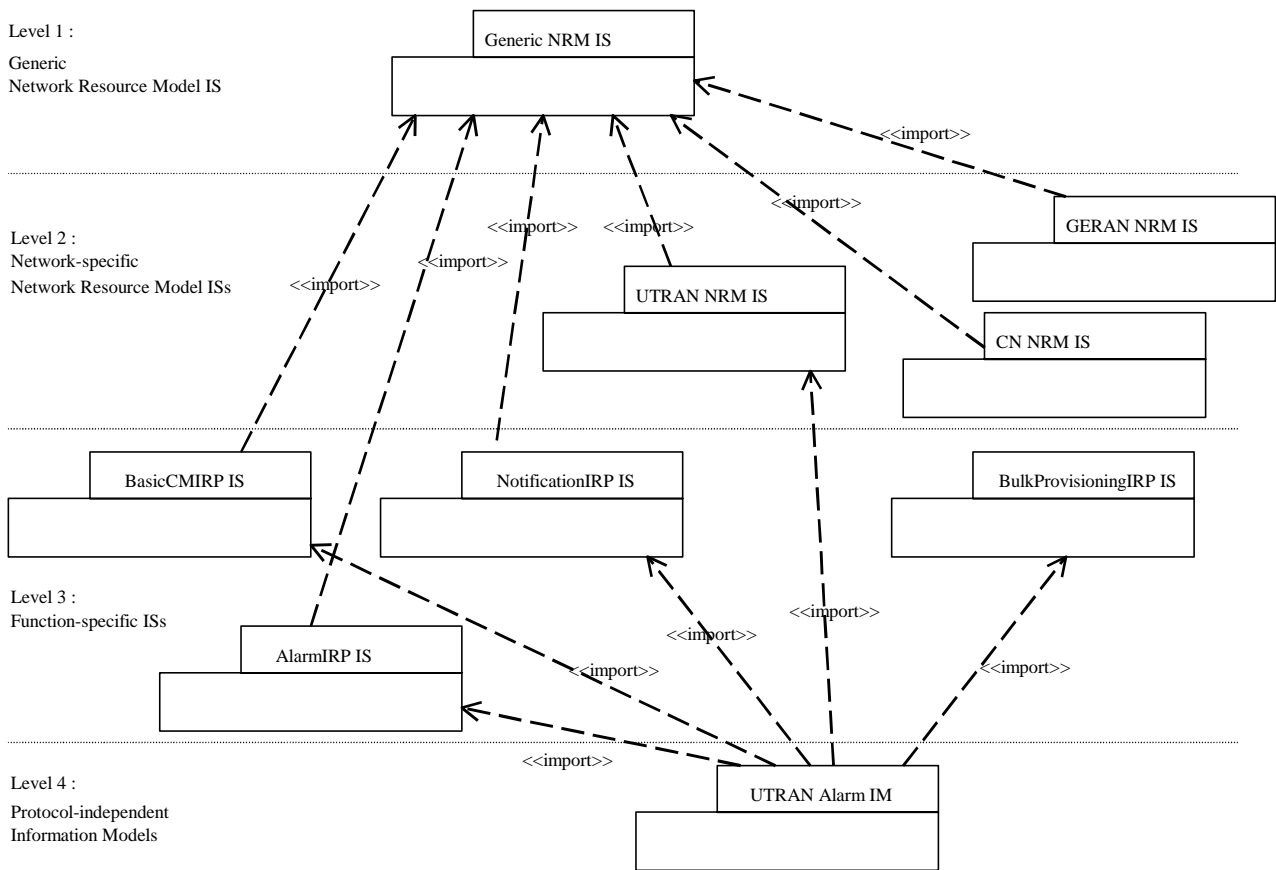 Level 1 :
Generic
Network Resource Model IS
Generic NRM IS
<<import>>
Level 2 :
Network-specific
Network Resource Model ISs
<<import>>
<<import>>
<<import>>
<<import>>
<<import>>
GERAN NRM IS
UTRAN NRM IS
CN NRM IS
BasicCMIRP IS
NotificationIRP IS
BulkProvisioningIRP IS
Level 3 :
Function-specific ISs
AlarmIRP IS
<<import>>
<<import>>
<<import>>
<<import>>
<<import>>
Level 4 :
Protocol-independent
Information Models
UTRAN Alarm IM